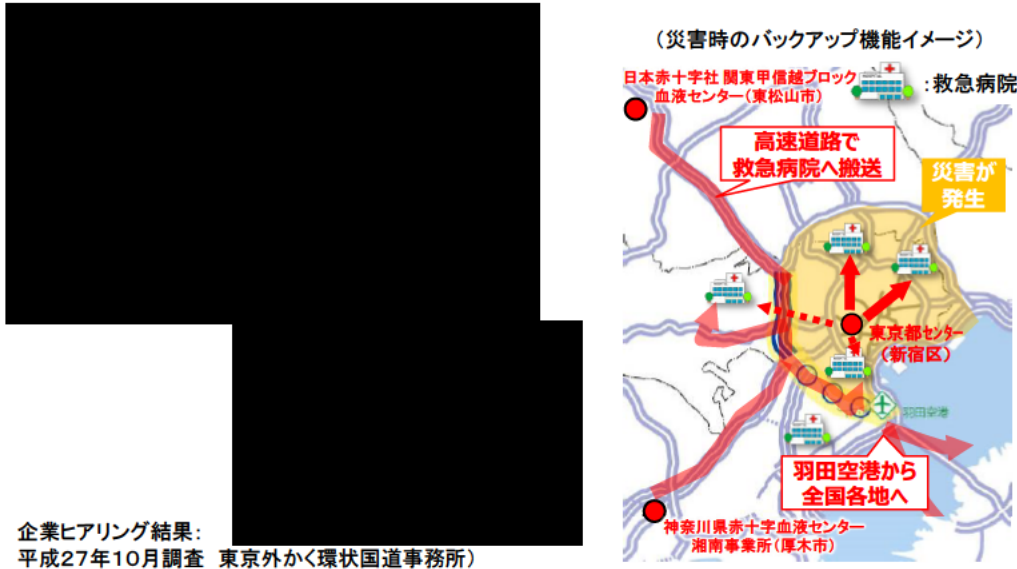 (災害時のバックアップ機能イメージ)
日本赤十字社 関東甲信越ブロック
血液センター(東松山市)
:救急病院
高速道路で
救急病院へ搬送
災害が
発生
東京都センター
(新宿区)
羽田空港
羽田空港から
全国各地へ
神奈川県赤十字血液センター
湘南事業所(厚木市)
企業ヒアリング結果:
平成27年10月調査 東京外かく環状国道事務所)